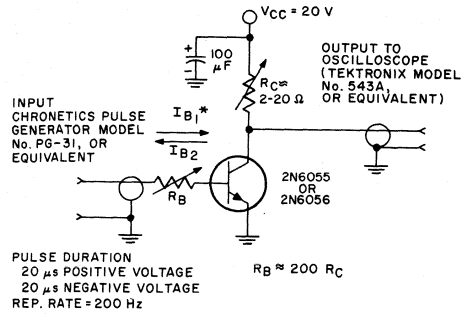 VCC = 20 V
+
100
μF
-
RC≈
2-20 Ω
OUTPUT TO
OSCILLOSCOPE
(TEKTRONIX MODEL
No. 543A,
OR EQUIVALENT)
INPUT
CHRONETICS PULSE
GENERATOR MODEL
No. PG-31, OR
EQUIVALENT
IB1*
IB2
RB
2N6055
OR
2N6056
PULSE DURATION
20 μs POSITIVE VOLTAGE
20 μs NEGATIVE VOLTAGE
REP. RATE = 200 Hz
RB ≈ 200 RC